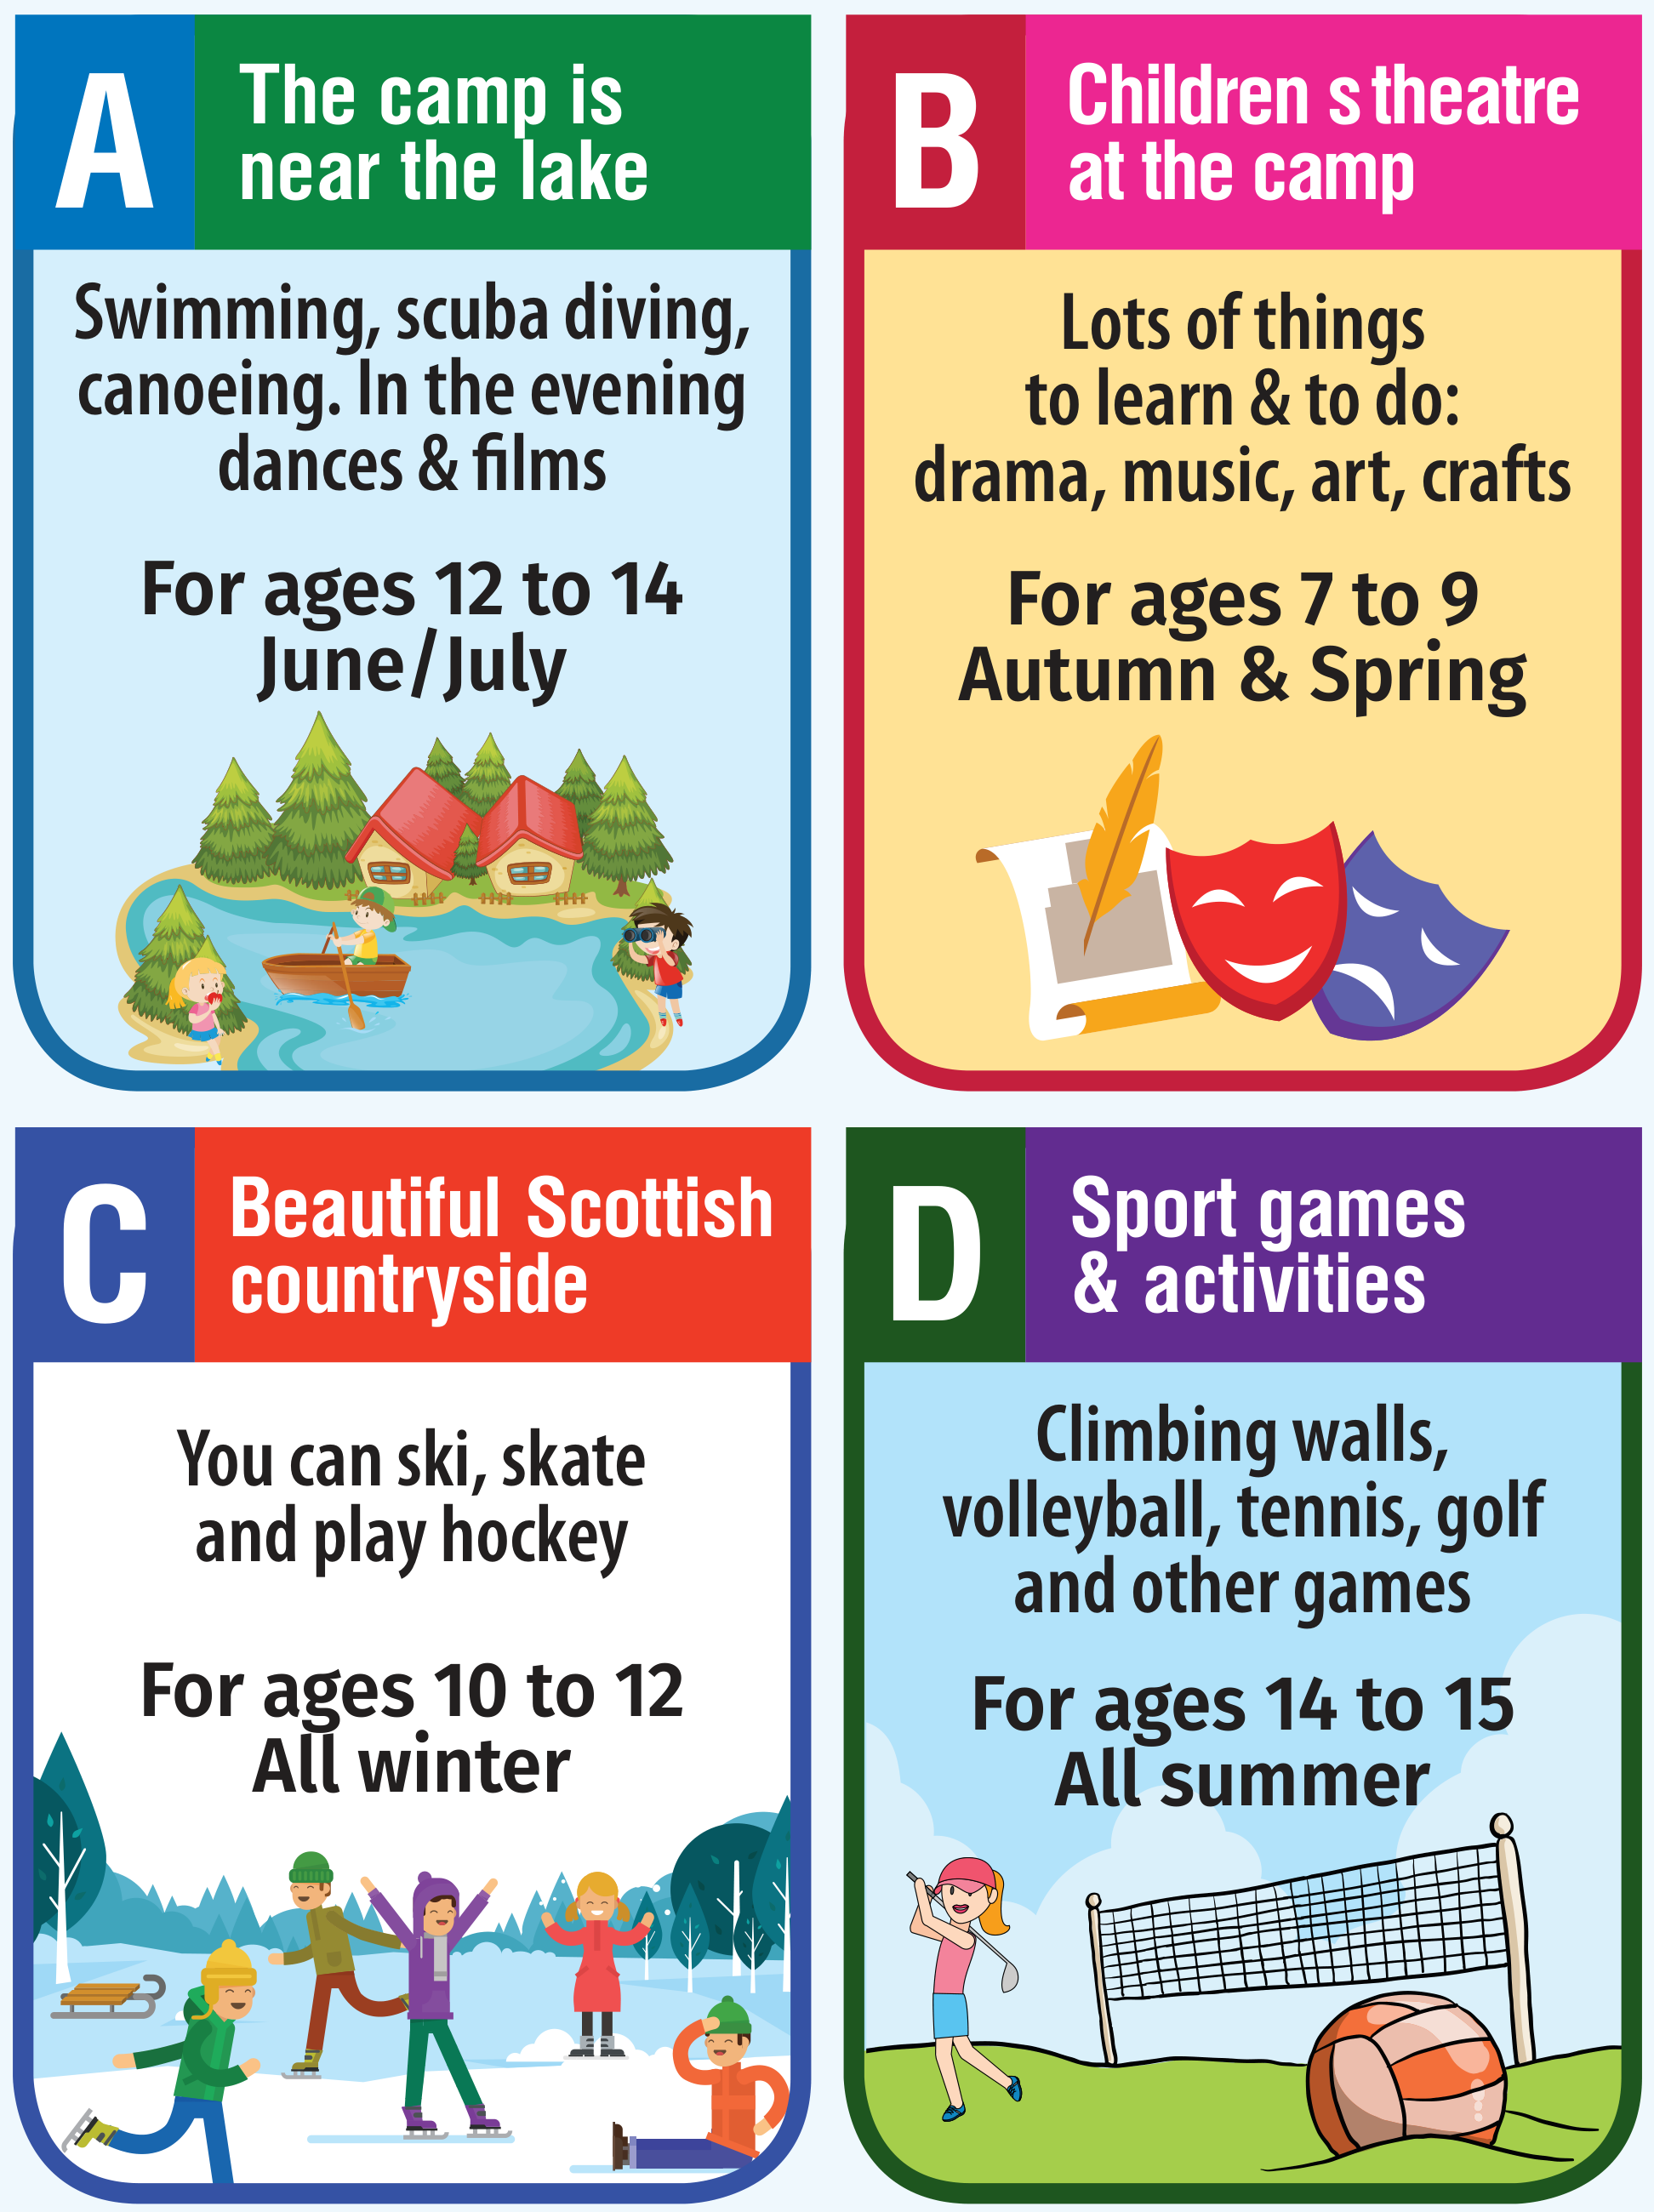 A
The camp is
near the lake
Swimming, scuba diving,
canoeing. In the evening
dances & films
For ages 12 to 14
June/July
B
Children s theatre
at the camp
Lots of things
to learn & to do:
drama, music, art, crafts
For ages 7 to 9
Autumn & Spring
C
Beautiful Scottish
countryside
You can ski, skate
and play hockey
For ages 10 to 12
All winter
D
Sport games
& activities
Climbing walls,
volleyball, tennis, golf
and other games
For ages 14 to 15
All summer